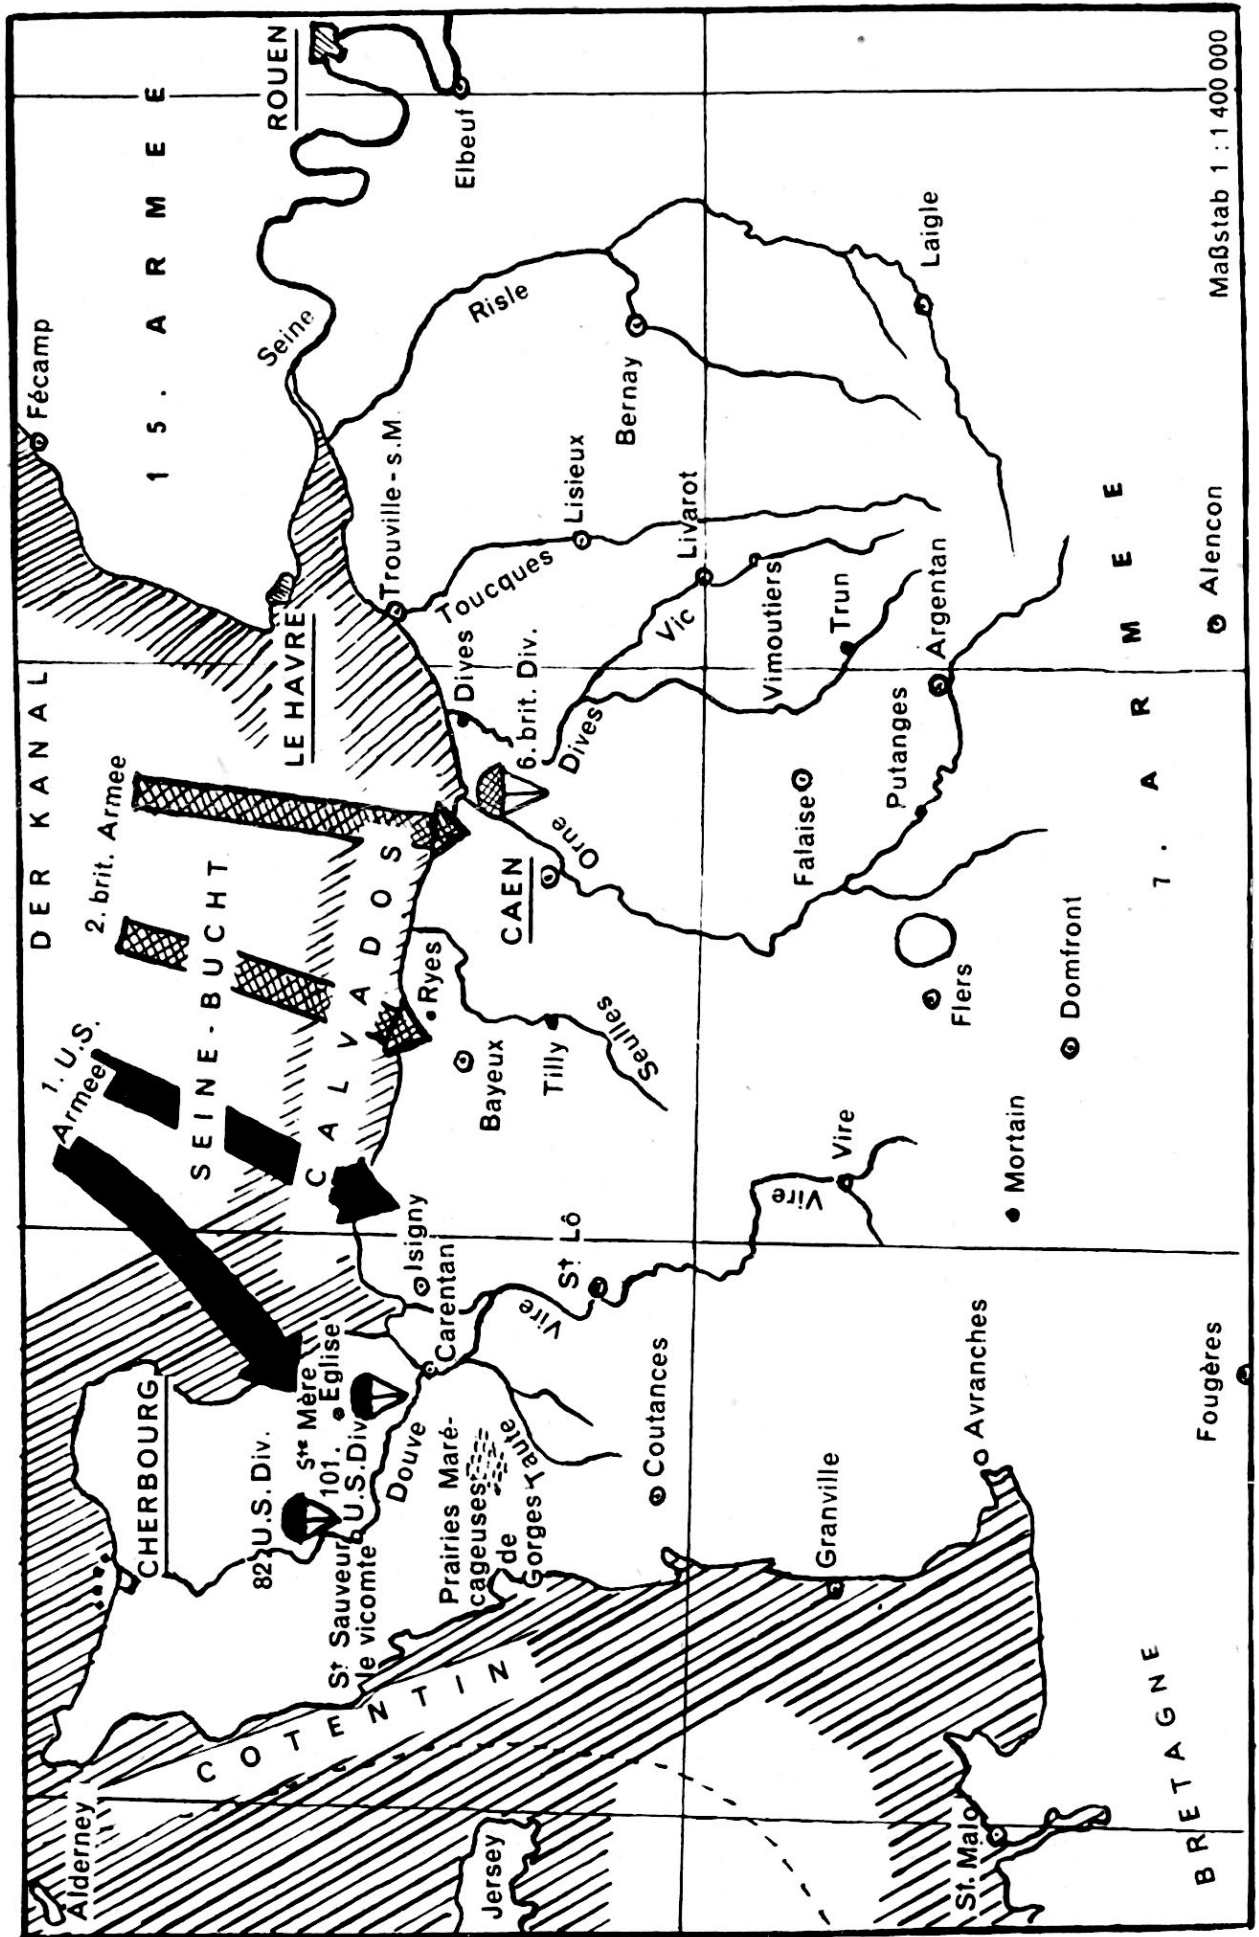 DER KANAL
Alderney
CHERBOURG
1. U.S.
Armee
2. brit. Armee
SEINE-BUCHT
CALVADOS
LE HAVRE
Fécamp
15. ARMEE
ROUEN
Seine
Elbeuf
Risle
COTENTIN
82. U.S. Div.
Ste Mère
Eglise
101.
U.S. Div.
St Sauveur
le vicomte
Douve
Isigny
Carentan
Prairies Maré-
cageuses
de
Gorges
Taute
Vire
St Lô
Ryes
Bayeux
Tilly
Seulles
CAEN
Orne
6. brit. Div.
Dives
Dives
Trouville-s.M.
Toucques
Lisieux
Bernay
Livarot
Vic
Vimoutiers
Trun
Argentan
Putanges
Falaise
Flers
Domfront
Laigle
Jersey
Coutances
Granville
Vire
Vire
Mortain
Avranches
Fougères
St. Malo
BRETAGNE
7. ARMEE
Alencon
Maßstab 1 : 1 400 000